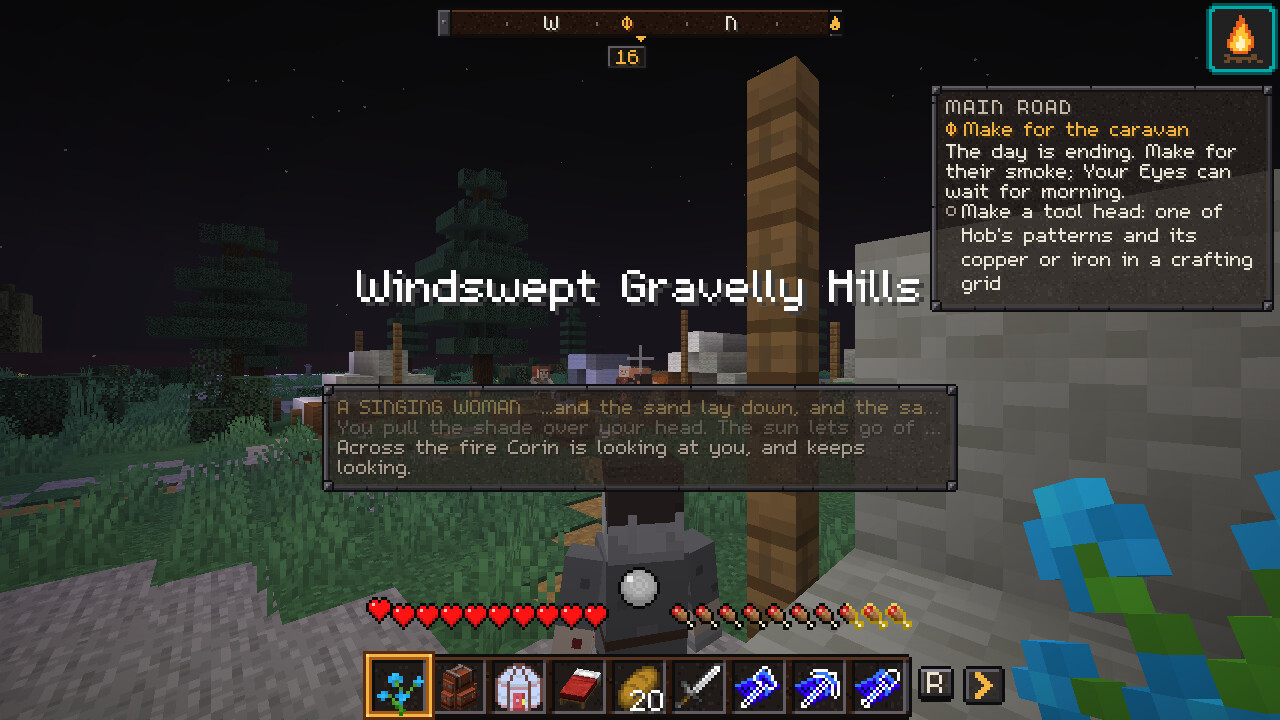 W
N
16
MAIN ROAD
Make for the caravan
The day is ending. Make for
their smoke; Your Eyes can
wait for morning.
Make a tool head: one of
Hob's patterns and its
copper or iron in a crafting
grid
Windswept Gravelly Hills
A SINGING WOMAN ...and the sand lay down, and the sa...
You pull the shade over your head. The sun lets go of ...
Across the fire Corin is looking at you, and keeps
looking.
20
R